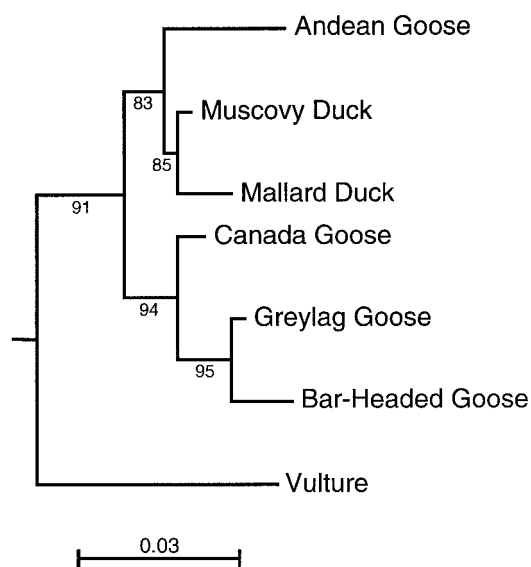 Andean Goose
83
Muscovy Duck
85
Mallard Duck
91
Canada Goose
94
Greylag Goose
95
Bar-Headed Goose
Vulture
0.03